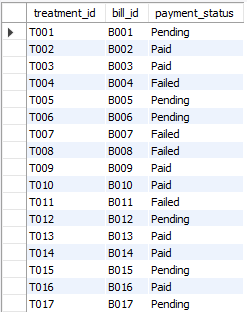 treatment_id bill_id payment_status
T001 B001 Pending
T002 B002 Paid
T003 B003 Paid
T004 B004 Failed
T005 B005 Pending
T006 B006 Pending
T007 B007 Failed
T008 B008 Failed
T009 B009 Paid
T010 B010 Paid
T011 B011 Failed
T012 B012 Pending
T013 B013 Paid
T014 B014 Paid
T015 B015 Pending
T016 B016 Paid
T017 B017 Pending